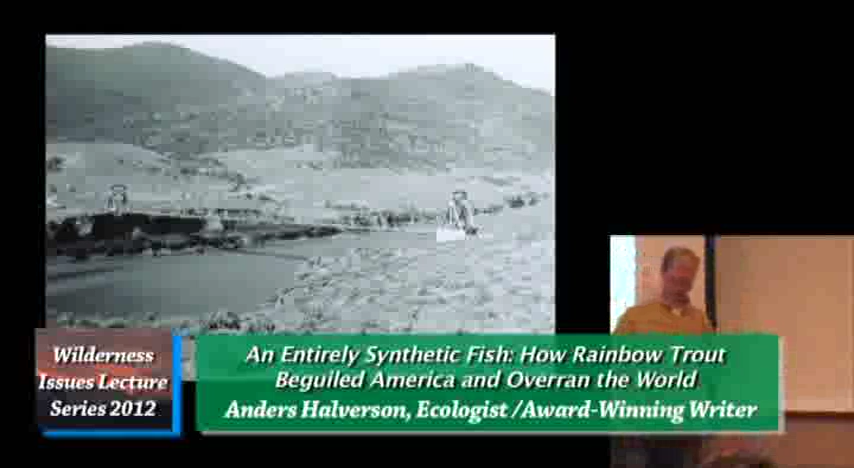 Wilderness
Issues Lecture
Series 2012
An Entirely Synthetic Fish: How Rainbow Trout
Beguiled America and Overran the World
Anders Halverson, Ecologist /Award-Winning Writer